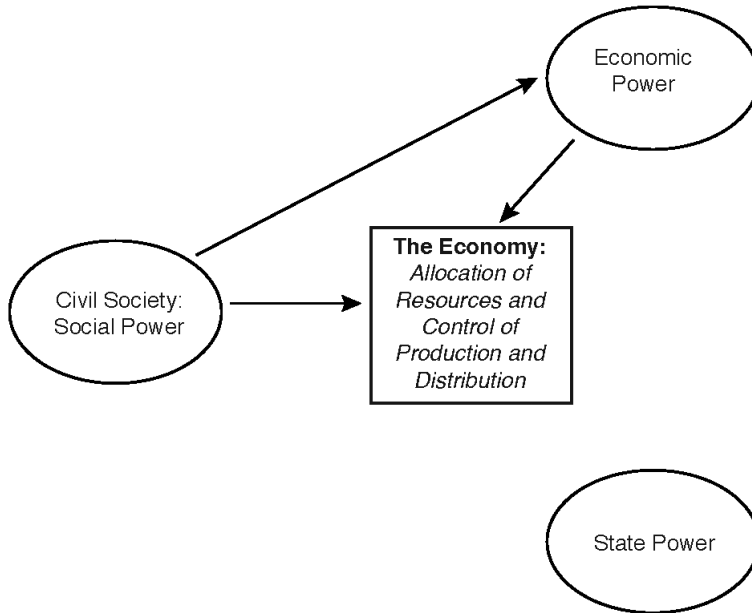 Economic
Power
Civil Society:
Social Power
The Economy:
Allocation of
Resources and
Control of
Production and
Distribution
State Power